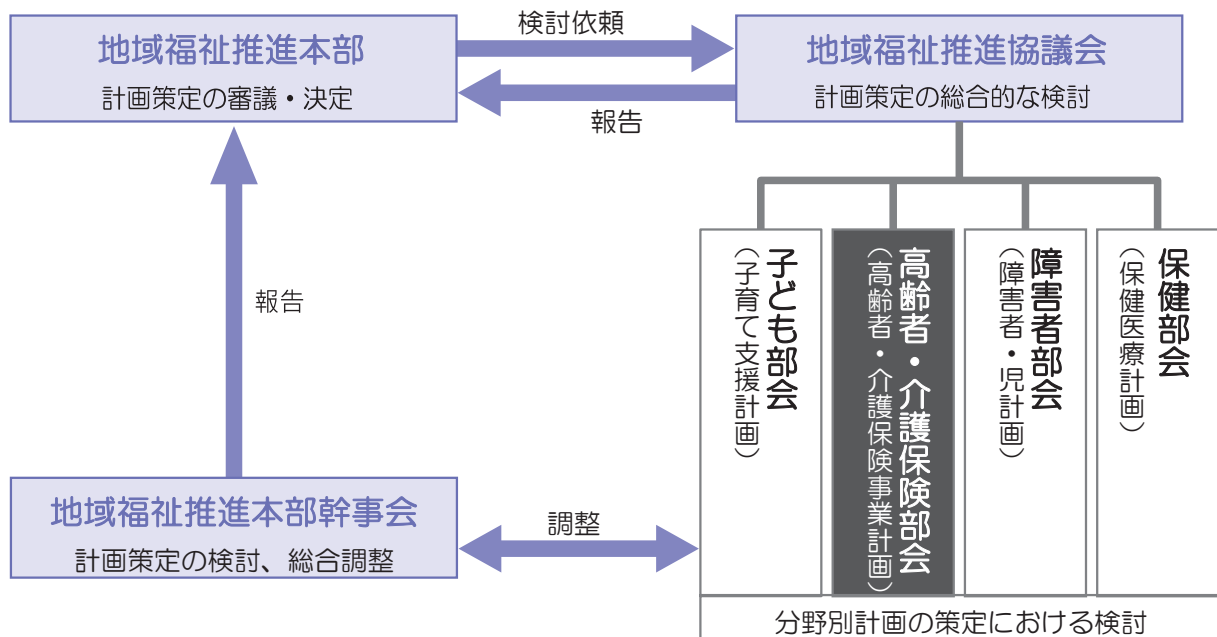 地域福祉推進本部
計画策定の審議・決定
検討依頼
報告
地域福祉推進協議会
計画策定の総合的な検討
報告
地域福祉推進本部幹事会
計画策定の検討、総合調整
調整
子ども部会
（子育て支援計画）
高齢者・介護保険部会
（高齢者・介護保険事業計画）
障害者部会
（障害者・児計画）
保健部会
（保健医療計画）
分野別計画の策定における検討